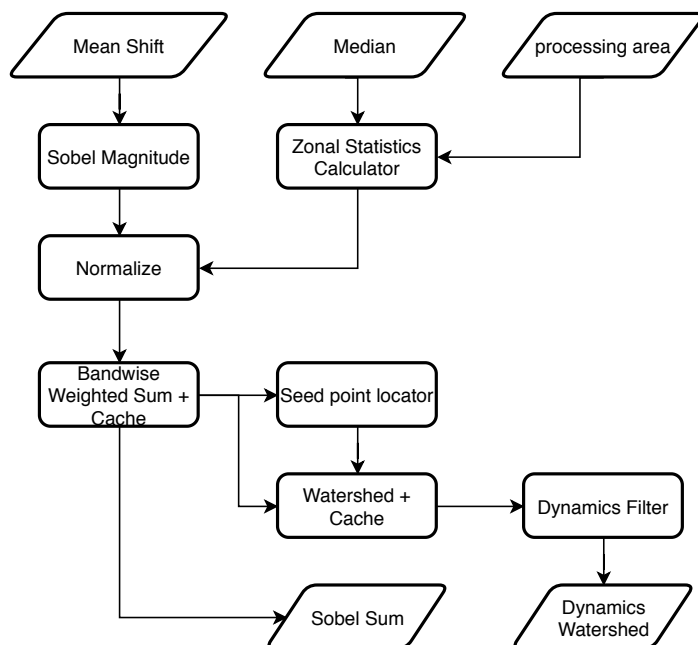 Mean Shift
Median
processing area
Sobel Magnitude
Zonal Statistics
Calculator
Normalize
Bandwise
Weighted Sum +
Cache
Seed point locator
Watershed +
Cache
Dynamics Filter
Sobel Sum
Dynamics
Watershed